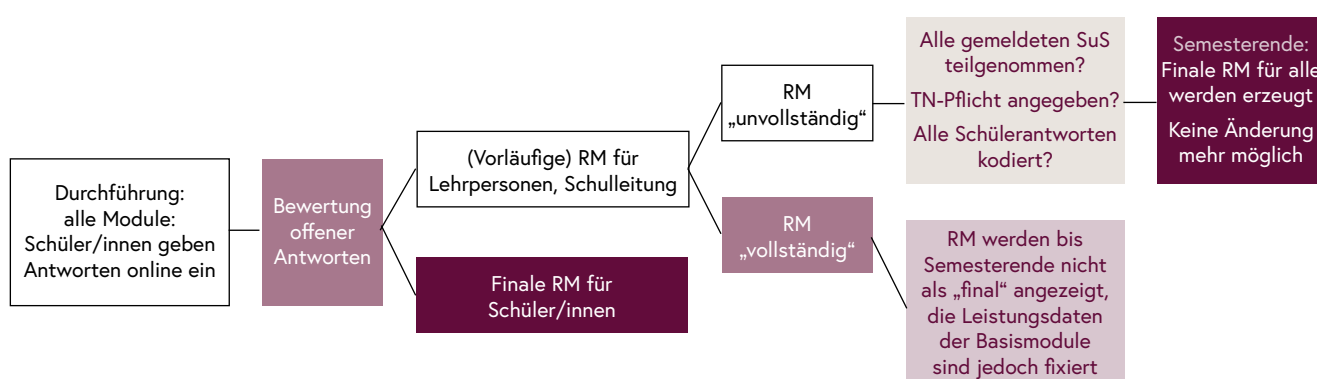 Durchführung:
alle Module:
Schüler/innen geben
Antworten online ein
Bewertung
offener
Antworten
(Vorläufige) RM für
Lehrpersonen, Schulleitung
Finale RM für
Schüler/innen
RM
„unvollständig“
RM
„vollständig“
Alle gemeldeten SuS
teilgenommen?
TN-Pflicht angegeben?
Alle Schülerantworten
kodiert?
RM werden bis
Semesterende nicht
als „final“ angezeigt,
die Leistungsdaten
der Basismodule
sind jedoch fixiert
Semesterende:
Finale RM für alle
werden erzeugt
Keine Änderung
mehr möglich